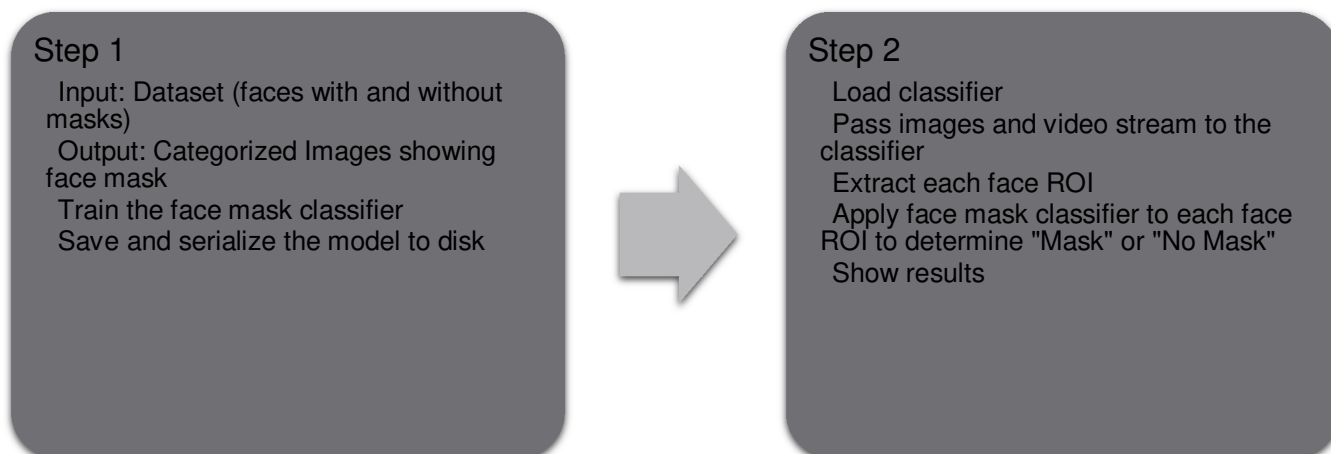 Step 1
Input: Dataset (faces with and without
masks)
Output: Categorized Images showing
face mask
Train the face mask classifier
Save and serialize the model to disk
Step 2
Load classifier
Pass images and video stream to the
classifier
Extract each face ROI
Apply face mask classifier to each face
ROI to determine "Mask" or "No Mask"
Show results